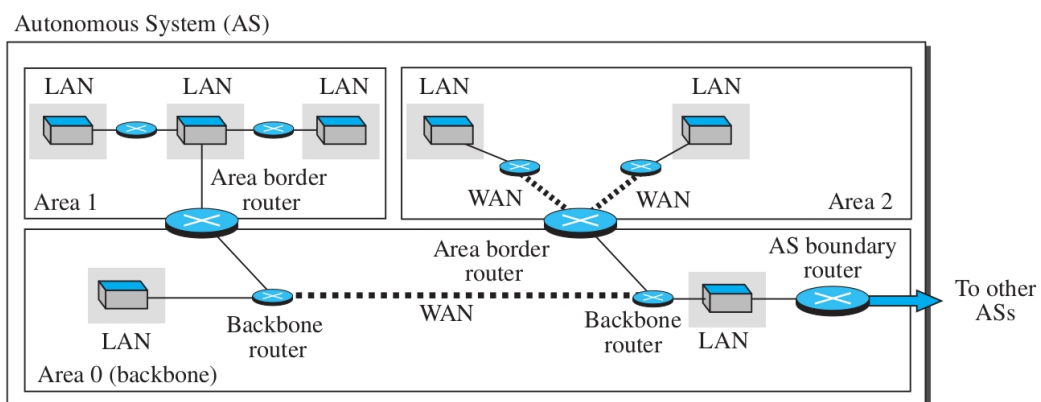 Autonomous System (AS)
LAN
LAN
LAN
Area border
router
Area 1
LAN
LAN
WAN
WAN
Area 2
Area border
router
AS boundary
router
To other
ASs
LAN
Backbone
router
WAN
Backbone
router
LAN
Area 0 (backbone)